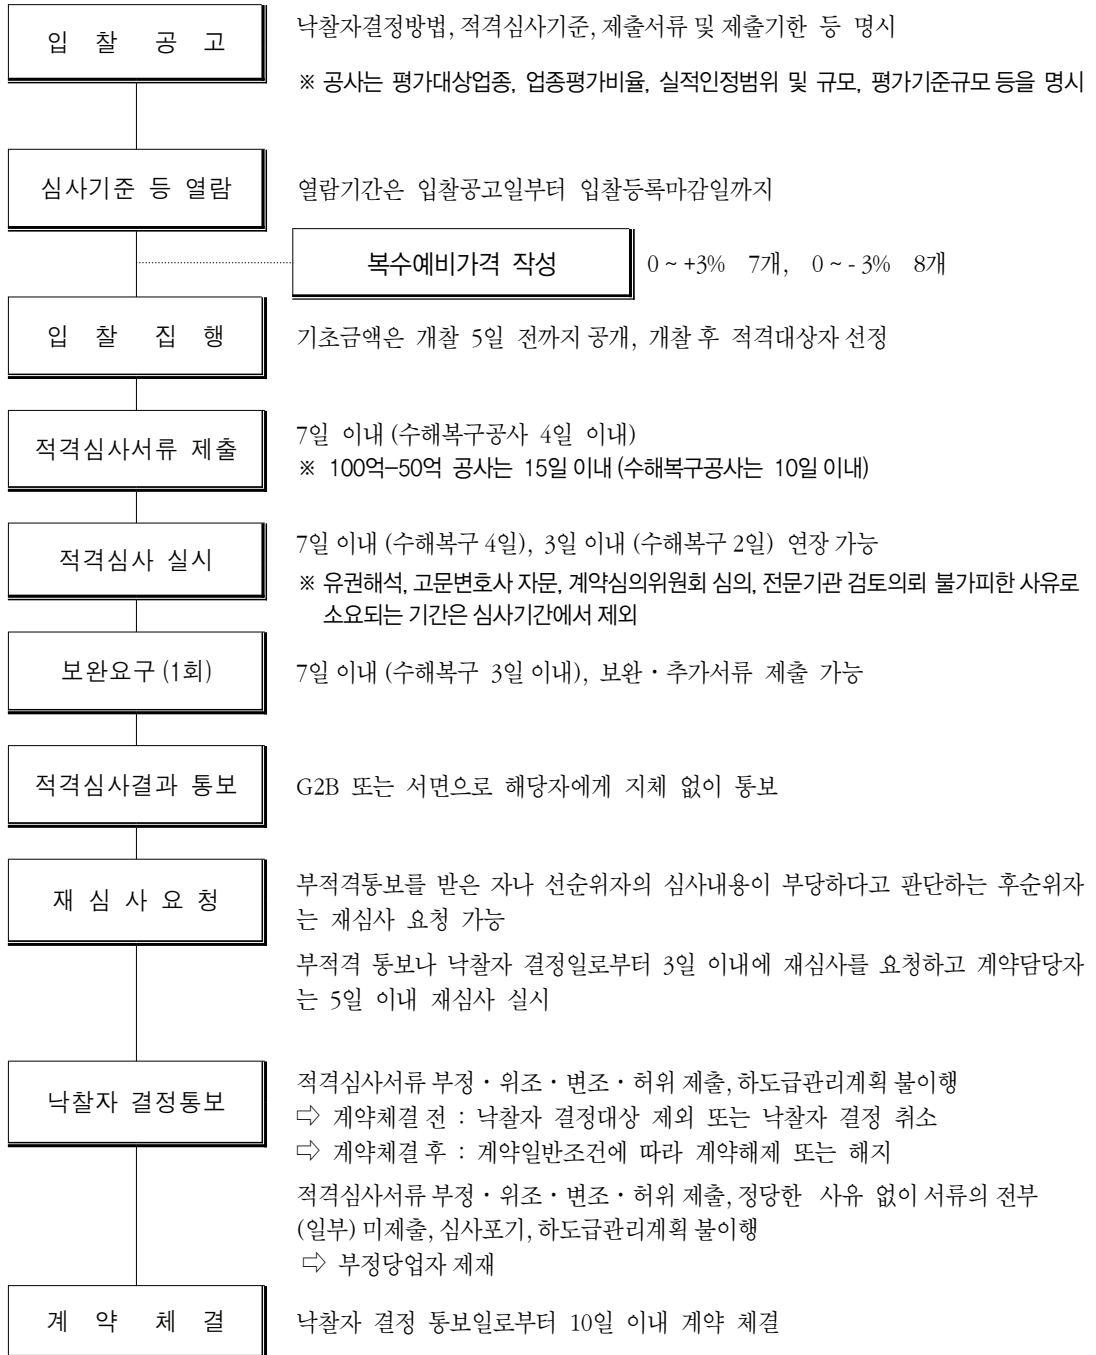 입 찰 공 고
낙찰자결정방법, 적격심사기준, 제출서류 및 제출기한 등 명시
※ 공사는 평가대상업종, 업종평가비율, 실적인정범위 및 규모, 평가기준규모 등을 명시
심사기준 등 열람
열람기간은 입찰공고일부터 입찰등록마감일까지
복수예비가격 작성
0 ~ +3% 7개, 0 ~ - 3% 8개
입 찰 집 행
기초금액은 개찰 5일 전까지 공개, 개찰 후 적격대상자 선정
적격심사서류 제출
7일 이내 (수해복구공사 4일 이내)
※ 100억-50억 공사는 15일 이내 (수해복구공사는 10일 이내)
적격심사 실시
7일 이내 (수해복구 4일), 3일 이내 (수해복구 2일) 연장 가능
※ 유권해석, 고문변호사 자문, 계약심의위원회 심의, 전문기관 검토의뢰 불가피한 사유로
소요되는 기간은 심사기간에서 제외
보완요구 (1회)
7일 이내 (수해복구 3일 이내), 보완・추가서류 제출 가능
적격심사결과 통보
G2B 또는 서면으로 해당자에게 지체 없이 통보
재 심 사 요 청
부적격통보를 받은 자나 선순위자의 심사내용이 부당하다고 판단하는 후순위자
는 재심사 요청 가능
부적격 통보나 낙찰자 결정일로부터 3일 이내에 재심사를 요청하고 계약담당자
는 5일 이내 재심사 실시
낙찰자 결정통보
적격심사서류 부정・위조・변조・허위 제출, 하도급관리계획 불이행
⇨ 계약체결 전 : 낙찰자 결정대상 제외 또는 낙찰자 결정 취소
⇨ 계약체결 후 : 계약일반조건에 따라 계약해제 또는 해지
적격심사서류 부정・위조・변조・허위 제출, 정당한 사유 없이 서류의 전부
(일부) 미제출, 심사포기, 하도급관리계획 불이행
⇨ 부정당업자 제재
계 약 체 결
낙찰자 결정 통보일로부터 10일 이내 계약 체결